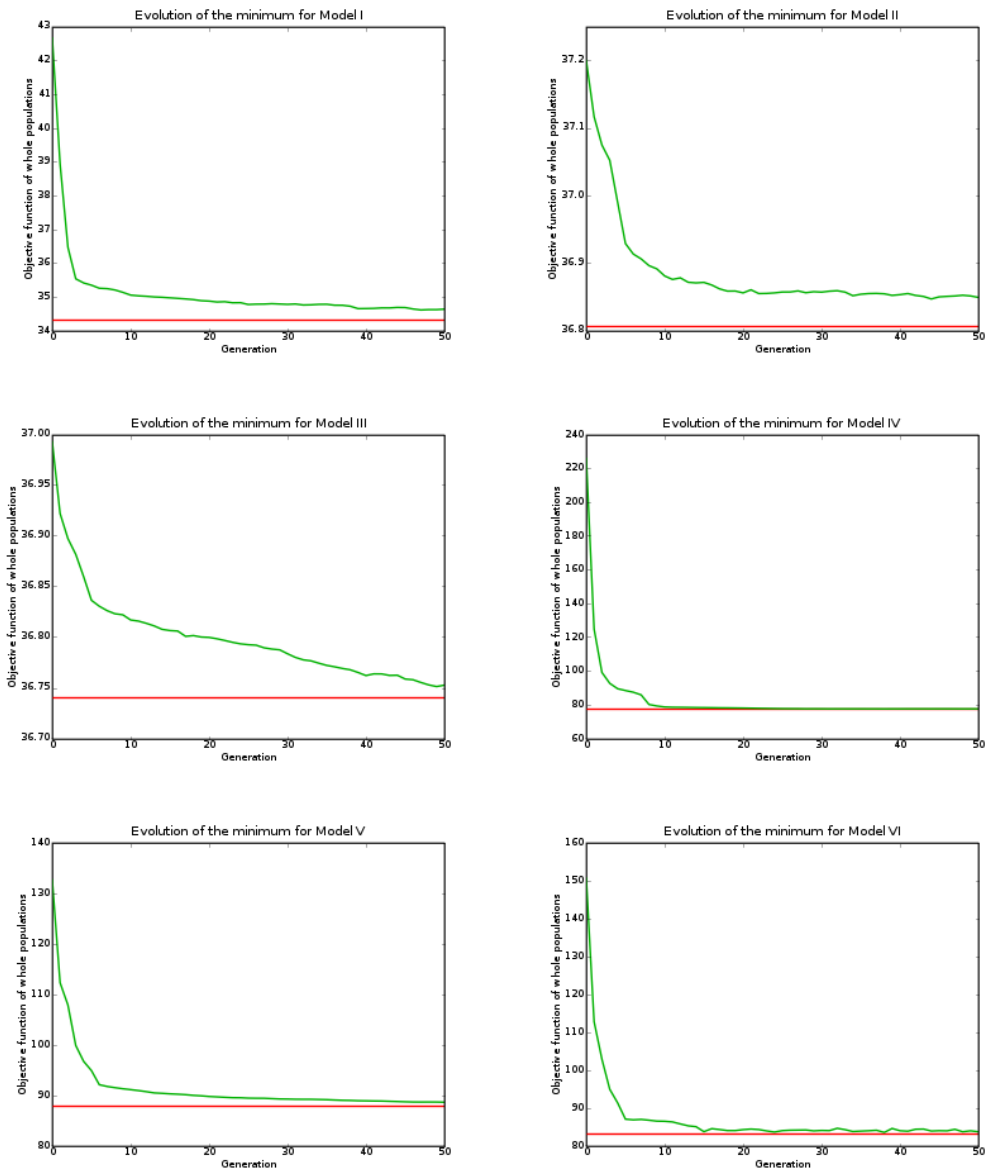 Evolution of the minimum for Model I
43
42
41
40
39
38
37
36
35
34
Objective function of whole populations
0 10 20 30 40 50
Generation
Evolution of the minimum for Model II
37.2
37.1
37.0
36.9
36.8
Objective function of whole populations
0 10 20 30 40 50
Generation
Evolution of the minimum for Model III
37.00
36.95
36.90
36.85
36.80
36.75
36.70
Objective function of whole populations
0 10 20 30 40 50
Generation
Evolution of the minimum for Model IV
240
220
200
180
160
140
120
100
80
60
Objective function of whole populations
0 10 20 30 40 50
Generation
Evolution of the minimum for Model V
140
130
120
110
100
90
80
Objective function of whole populations
0 10 20 30 40 50
Generation
Evolution of the minimum for Model VI
160
150
140
130
120
110
100
90
80
Objective function of whole populations
0 10 20 30 40 50
Generation